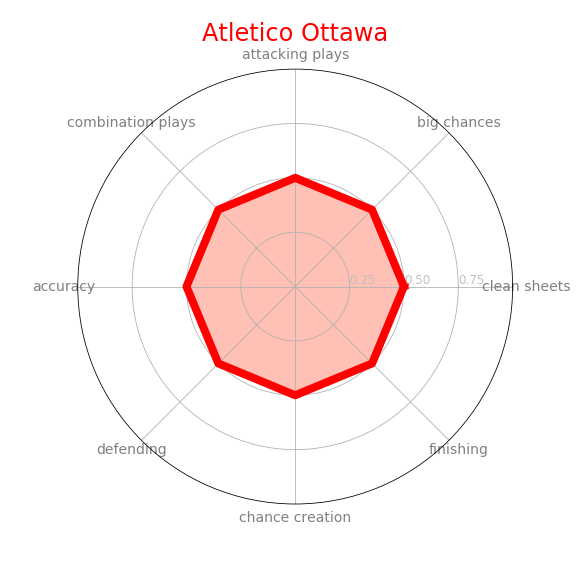 Atletico Ottawa
attacking plays
combination plays
big chances
accuracy
0.25
0.50
0.75
clean sheets
defending
finishing
chance creation